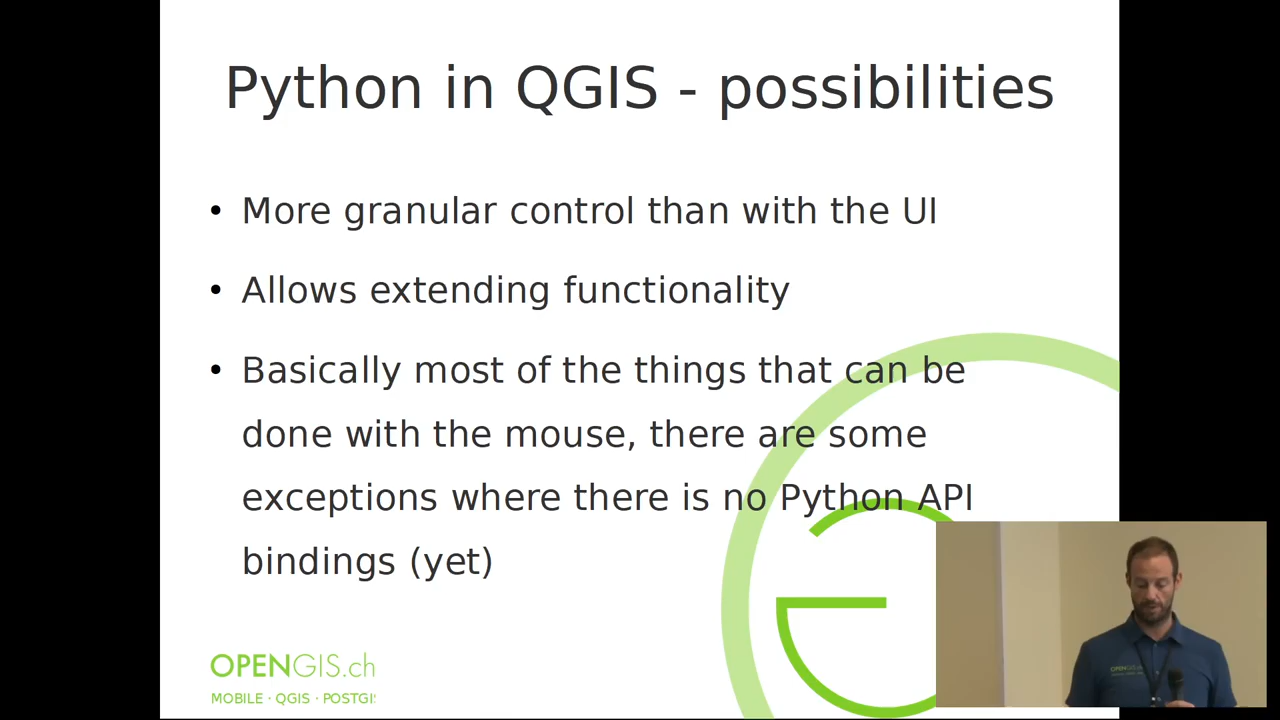 Python in QGIS - possibilities
• More granular control than with the UI
• Allows extending functionality
• Basically most of the things that can be
done with the mouse, there are some
exceptions where there is no Python API
bindings (yet)
OPENGIS.ch
MOBILE · QGIS · POSTGI
OPENGIS